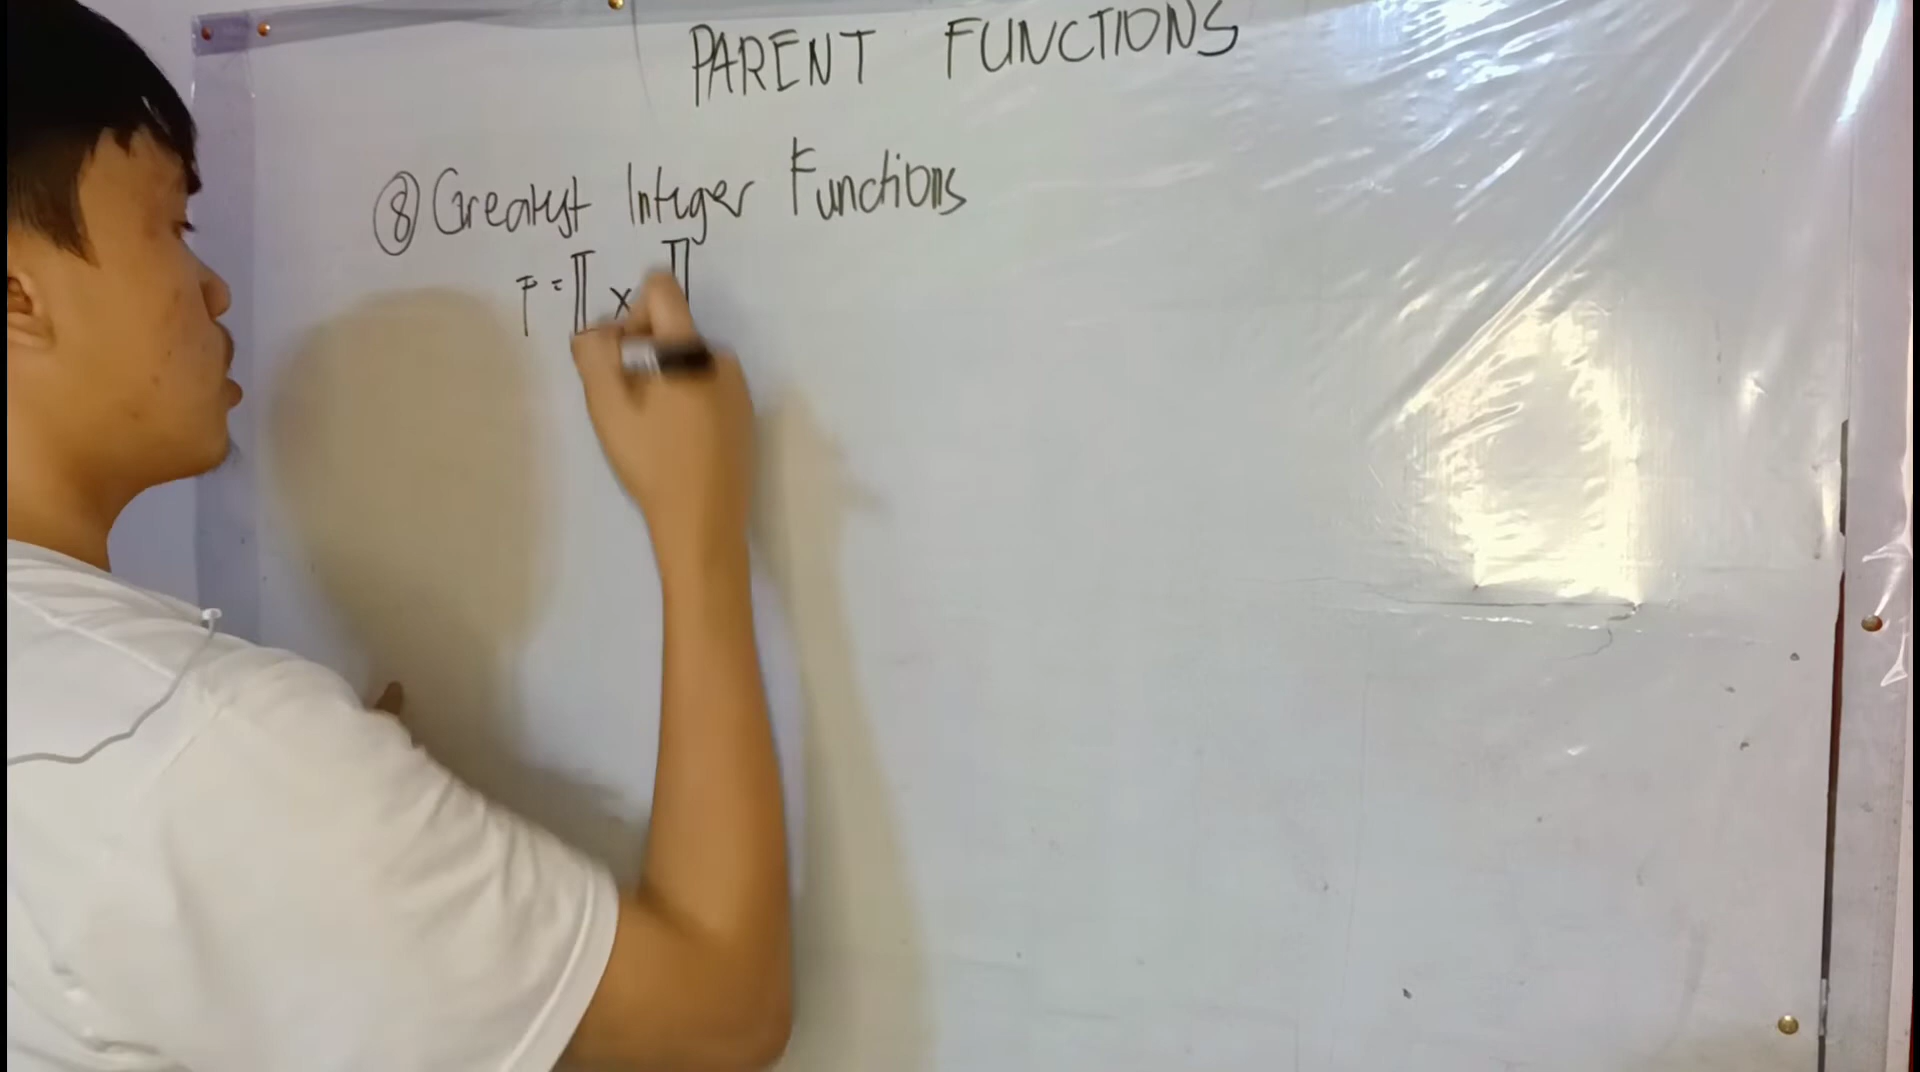 PARENT FUNCTIONS
⑧ Greatest Integer Functions
F = ⟦ x ⟧